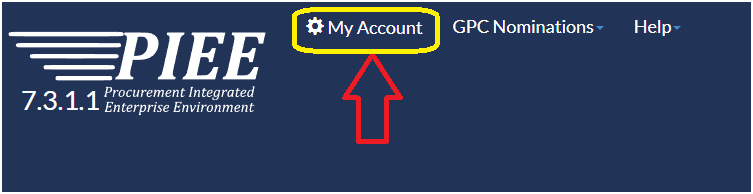 My Account GPC Nominations Help
PIEE
7.3.1.1 Procurement Integrated
Enterprise Environment